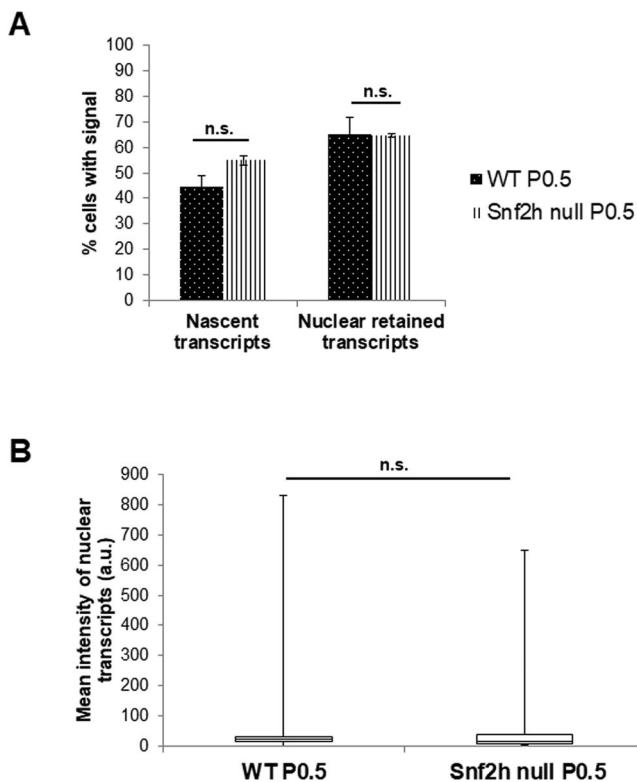 A
% cells with signal
100
90
80
70
60
50
40
30
20
10
0
n.s.
n.s.
Nascent
transcripts
Nuclear retained
transcripts
WT P0.5
Snf2h null P0.5
B
Mean intensity of nuclear
transcripts (a.u.)
900
800
700
600
500
400
300
200
100
0
n.s.
WT P0.5
Snf2h null P0.5